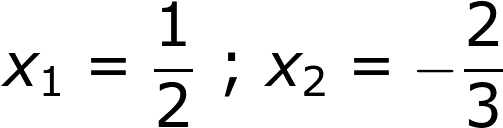 x₁ = 1/2 ; x₂ = −2/3